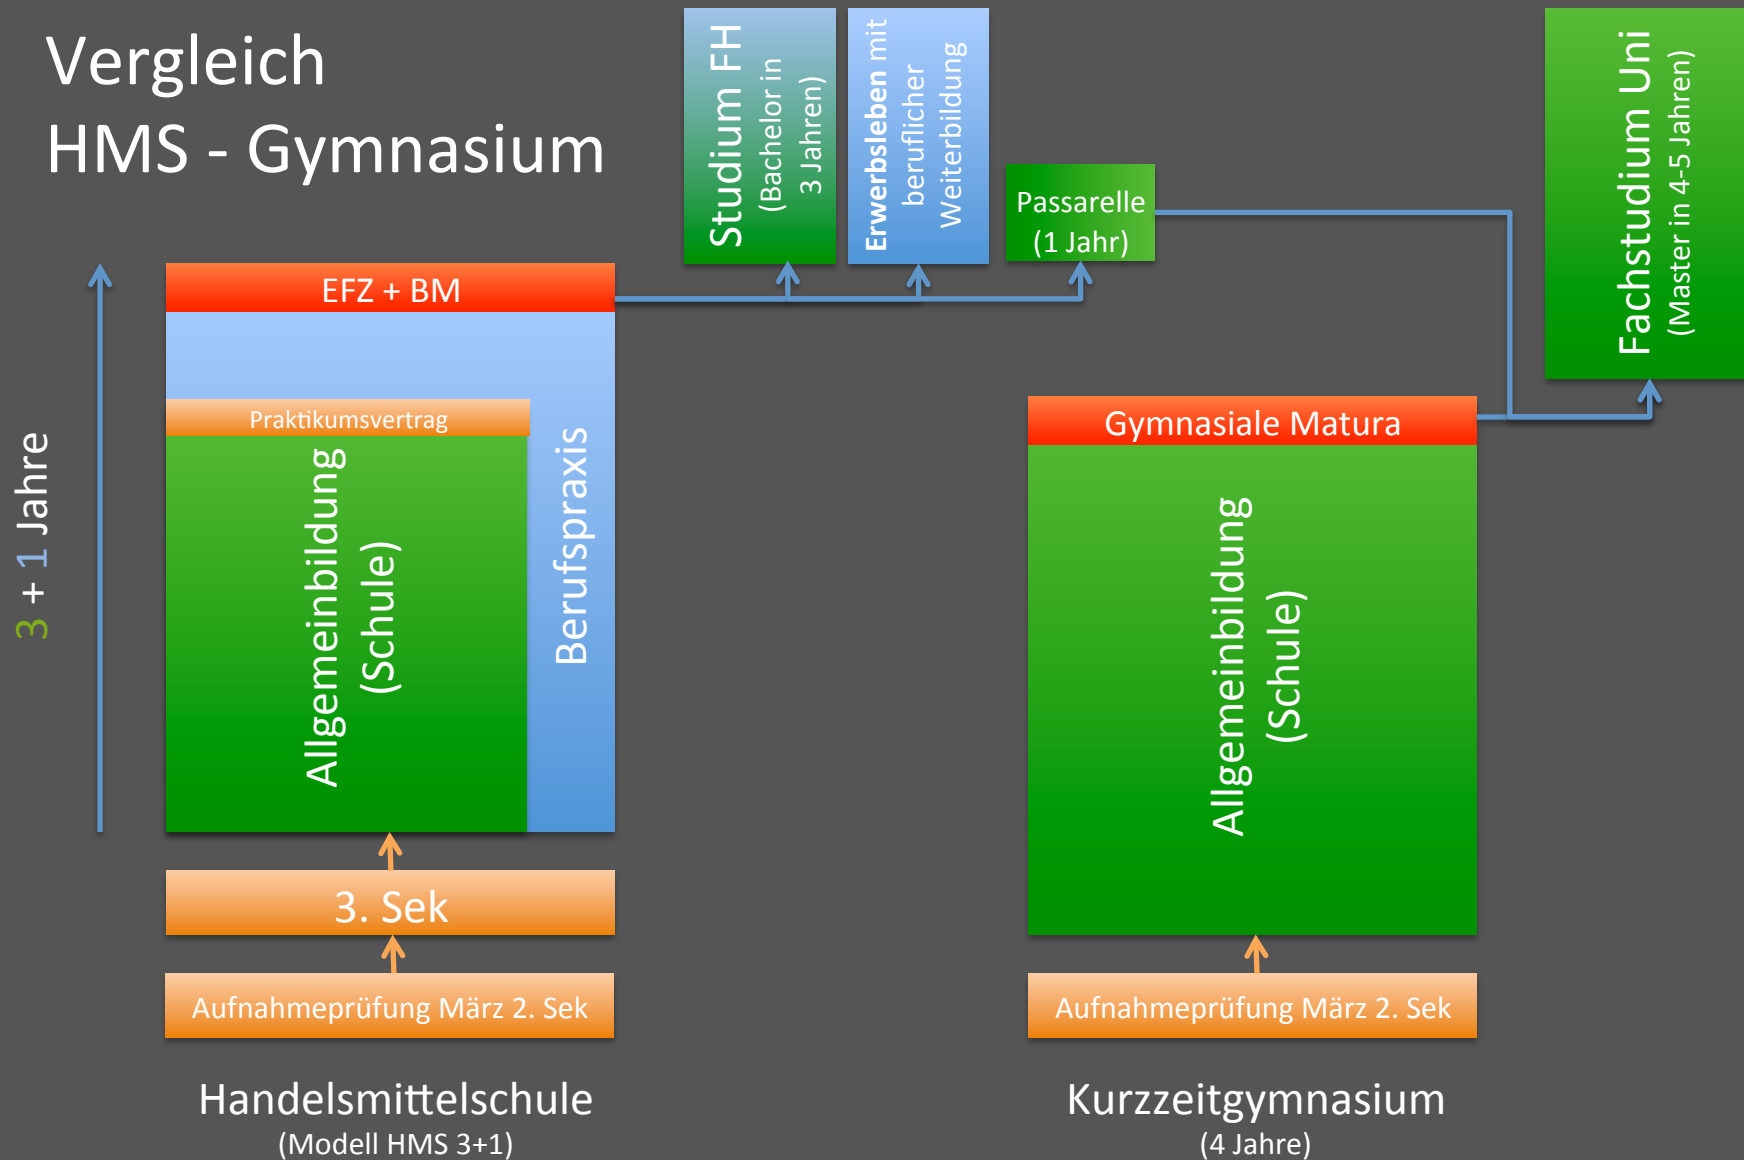 Vergleich
HMS - Gymnasium
Studium FH
(Bachelor in
3 Jahren)
Erwerbsleben mit
beruflicher
Weiterbildung
Passarelle
(1 Jahr)
Fachstudium Uni
(Master in 4-5 Jahren)
3 + 1 Jahre
EFZ + BM
Praktikumsvertrag
Allgemeinbildung
(Schule)
Berufspraxis
3. Sek
Aufnahmeprüfung März 2. Sek
Handelsmittelschule
(Modell HMS 3+1)
Gymnasiale Matura
Allgemeinbildung
(Schule)
Aufnahmeprüfung März 2. Sek
Kurzzeitgymnasium
(4 Jahre)